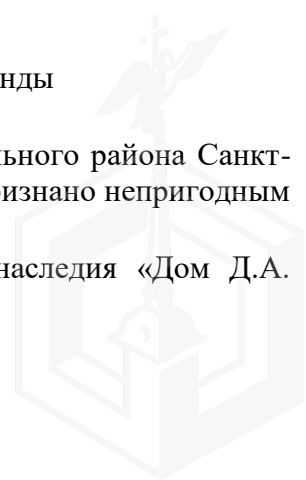 нды
льного района Санкт-
ризнано непригодным
наследия «Дом Д.А.